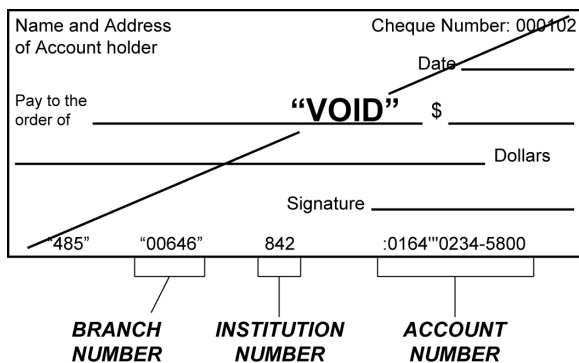 Name and Address
of Account holder
Cheque Number: 000102
Date
Pay to the
order of
“VOID”
$
Dollars
Signature
"485" "00646" 842 :0164'"0234-5800
BRANCH
NUMBER
INSTITUTION
NUMBER
ACCOUNT
NUMBER